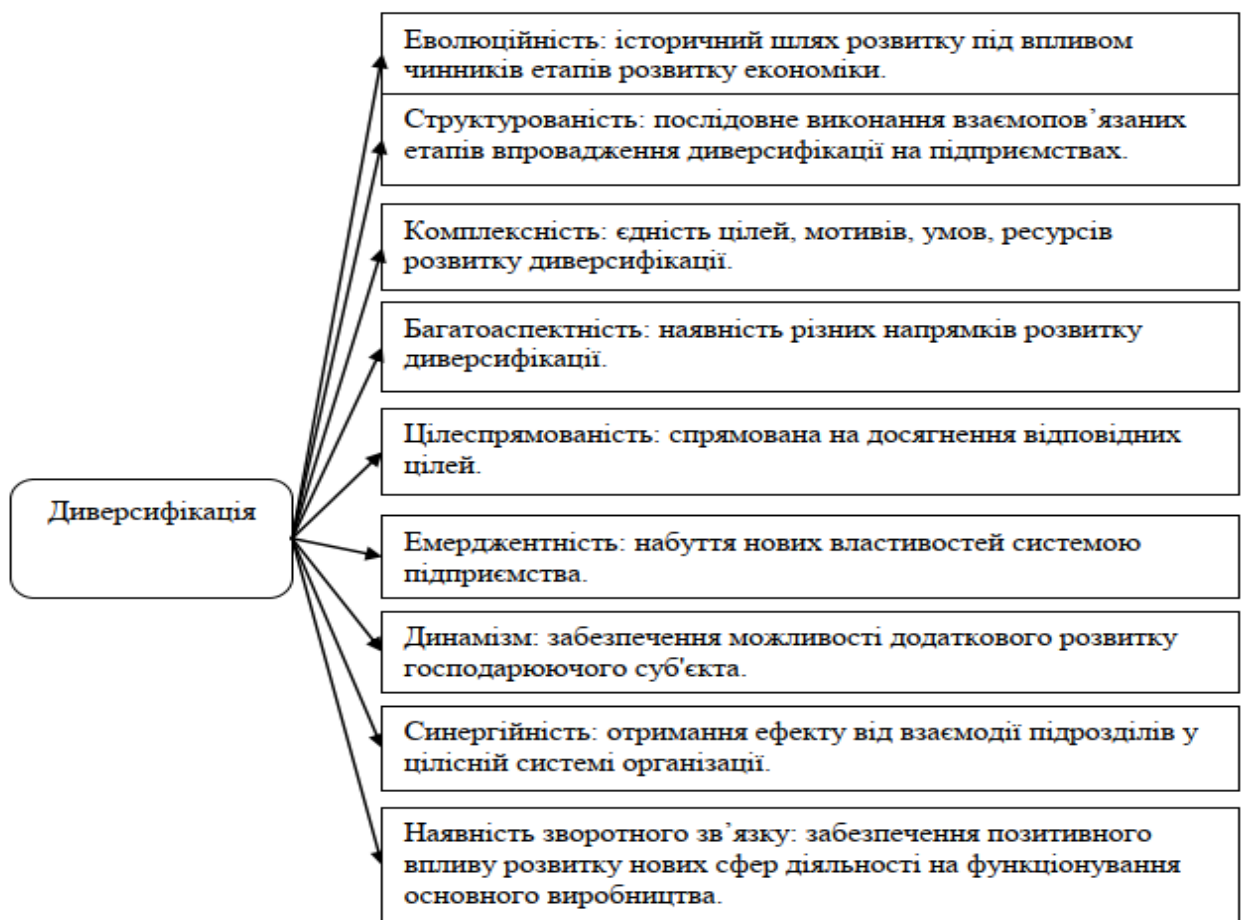 Еволюційність: історичний шлях розвитку під впливом
чинників етапів розвитку економіки.
Структурованість: послідовне виконання взаємопов’язаних
етапів впровадження диверсифікації на підприємствах.
Комплексність: єдність цілей, мотивів, умов, ресурсів
розвитку диверсифікації.
Багатоаспектність: наявність різних напрямків розвитку
диверсифікації.
Цілеспрямованість: спрямована на досягнення відповідних
цілей.
Диверсифікація
Емерджентність: набуття нових властивостей системою
підприємства.
Динамізм: забезпечення можливості додаткового розвитку
господарюючого суб'єкта.
Синергійність: отримання ефекту від взаємодії підрозділів у
цілісній системі організації.
Наявність зворотного зв’язку: забезпечення позитивного
впливу розвитку нових сфер діяльності на функціонування
основного виробництва.